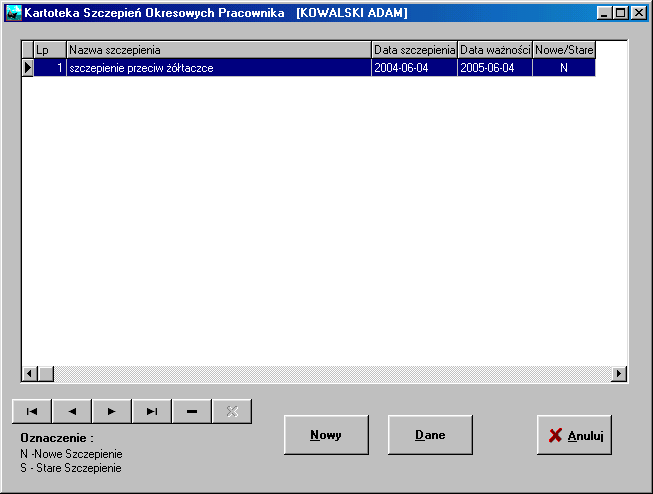 Kartoteka Szczepień Okresowych Pracownika [KOWALSKI ADAM]
Lp Nazwa szczepienia Data szczepienia Data ważności Nowe/Stare
1 szczepienie przeciw żółtaczce 2004-06-04 2005-06-04 N
Nowy Dane Anuluj
Oznaczenie :
N -Nowe Szczepienie
S - Stare Szczepienie